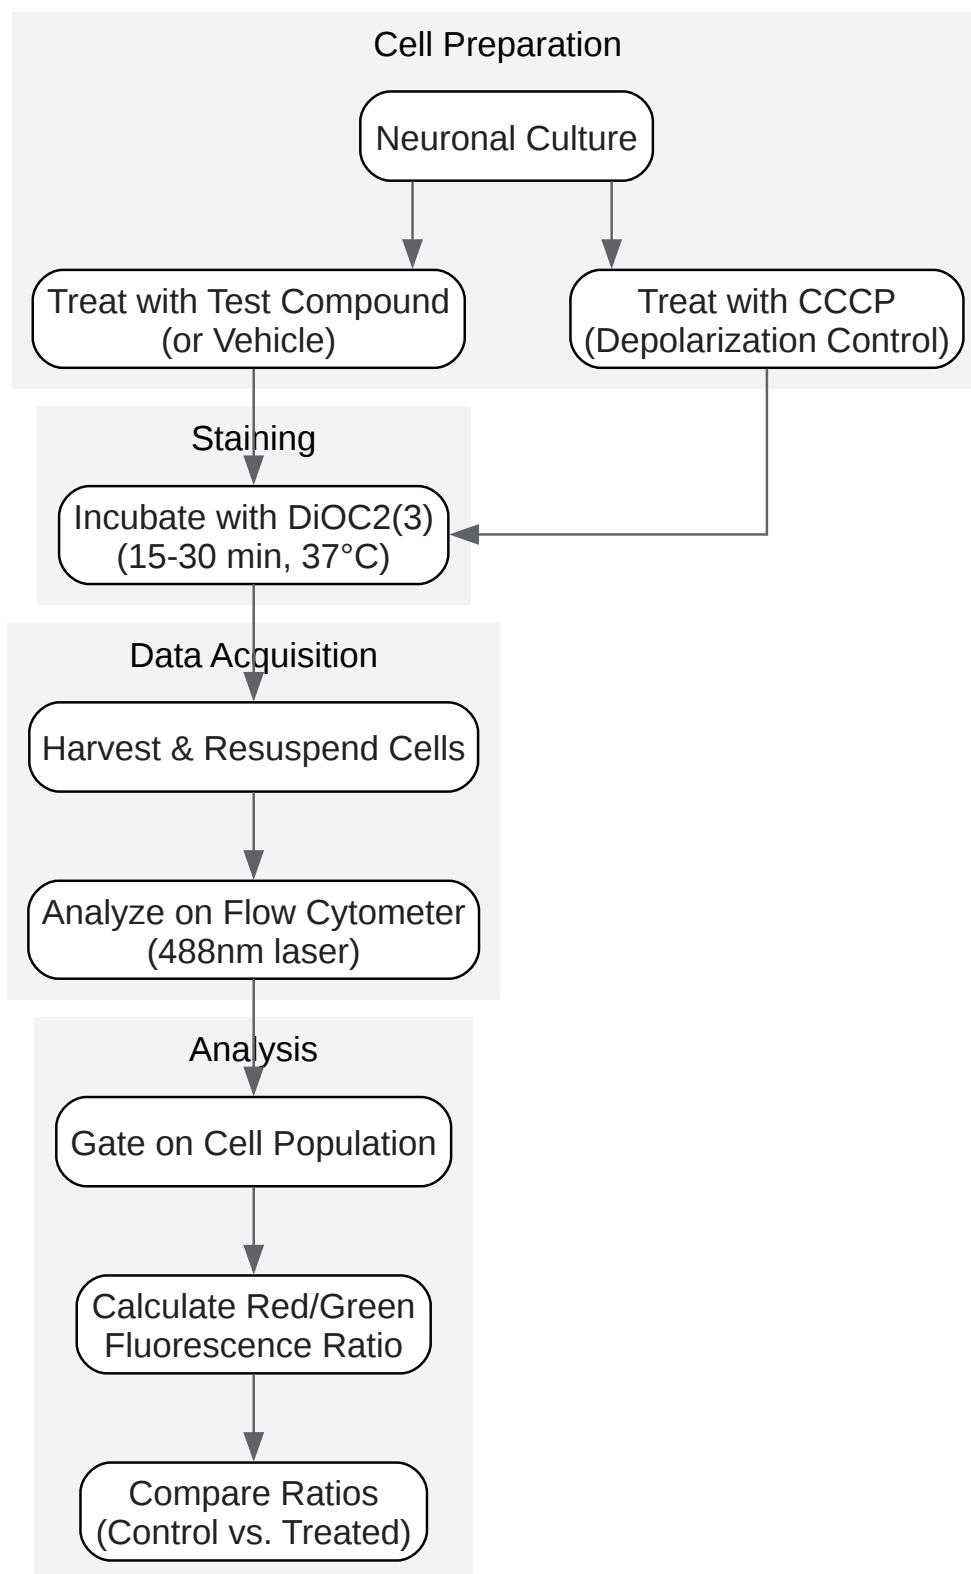 Cell Preparation
Neuronal Culture
Treat with Test Compound
(or Vehicle)
Treat with CCCP
(Depolarization Control)
Staining
Incubate with DiOC2(3)
(15-30 min, 37°C)
Data Acquisition
Harvest & Resuspend Cells
Analyze on Flow Cytometer
(488nm laser)
Analysis
Gate on Cell Population
Calculate Red/Green
Fluorescence Ratio
Compare Ratios
(Control vs. Treated)